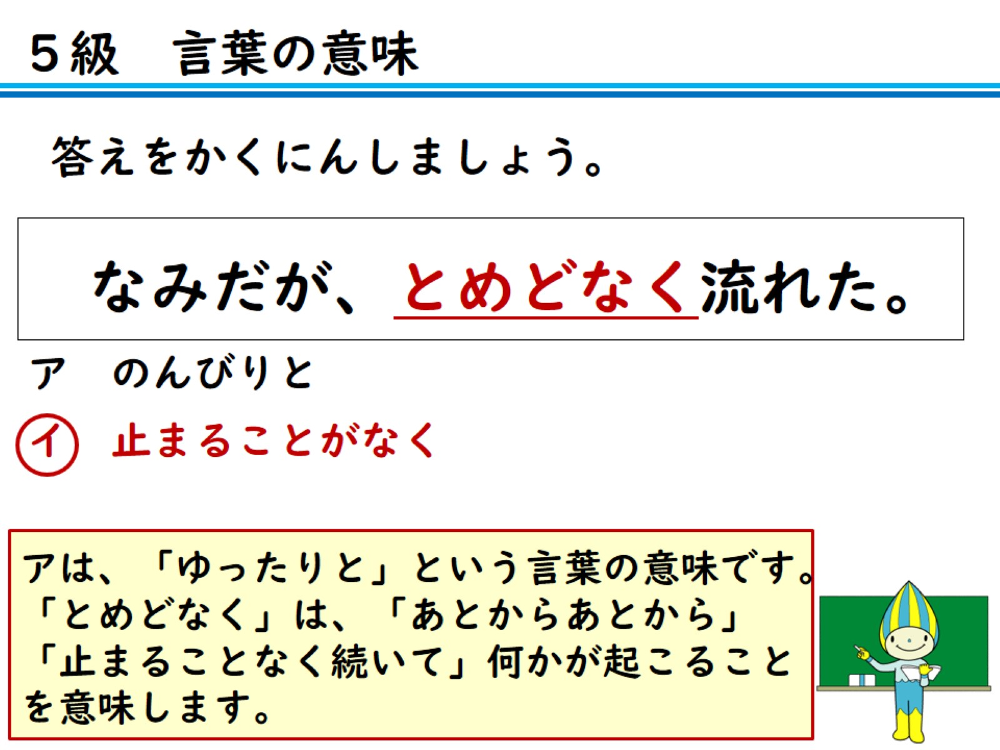 ５級　言葉の意味
答えをかくにんしましょう。
なみだが、とめどなく流れた。
ア　のんびりと
イ　止まることがなく
アは、「ゆったりと」という言葉の意味です。
「とめどなく」は、「あとからあとから」
「止まることなく続いて」何かが起こること
を意味します。